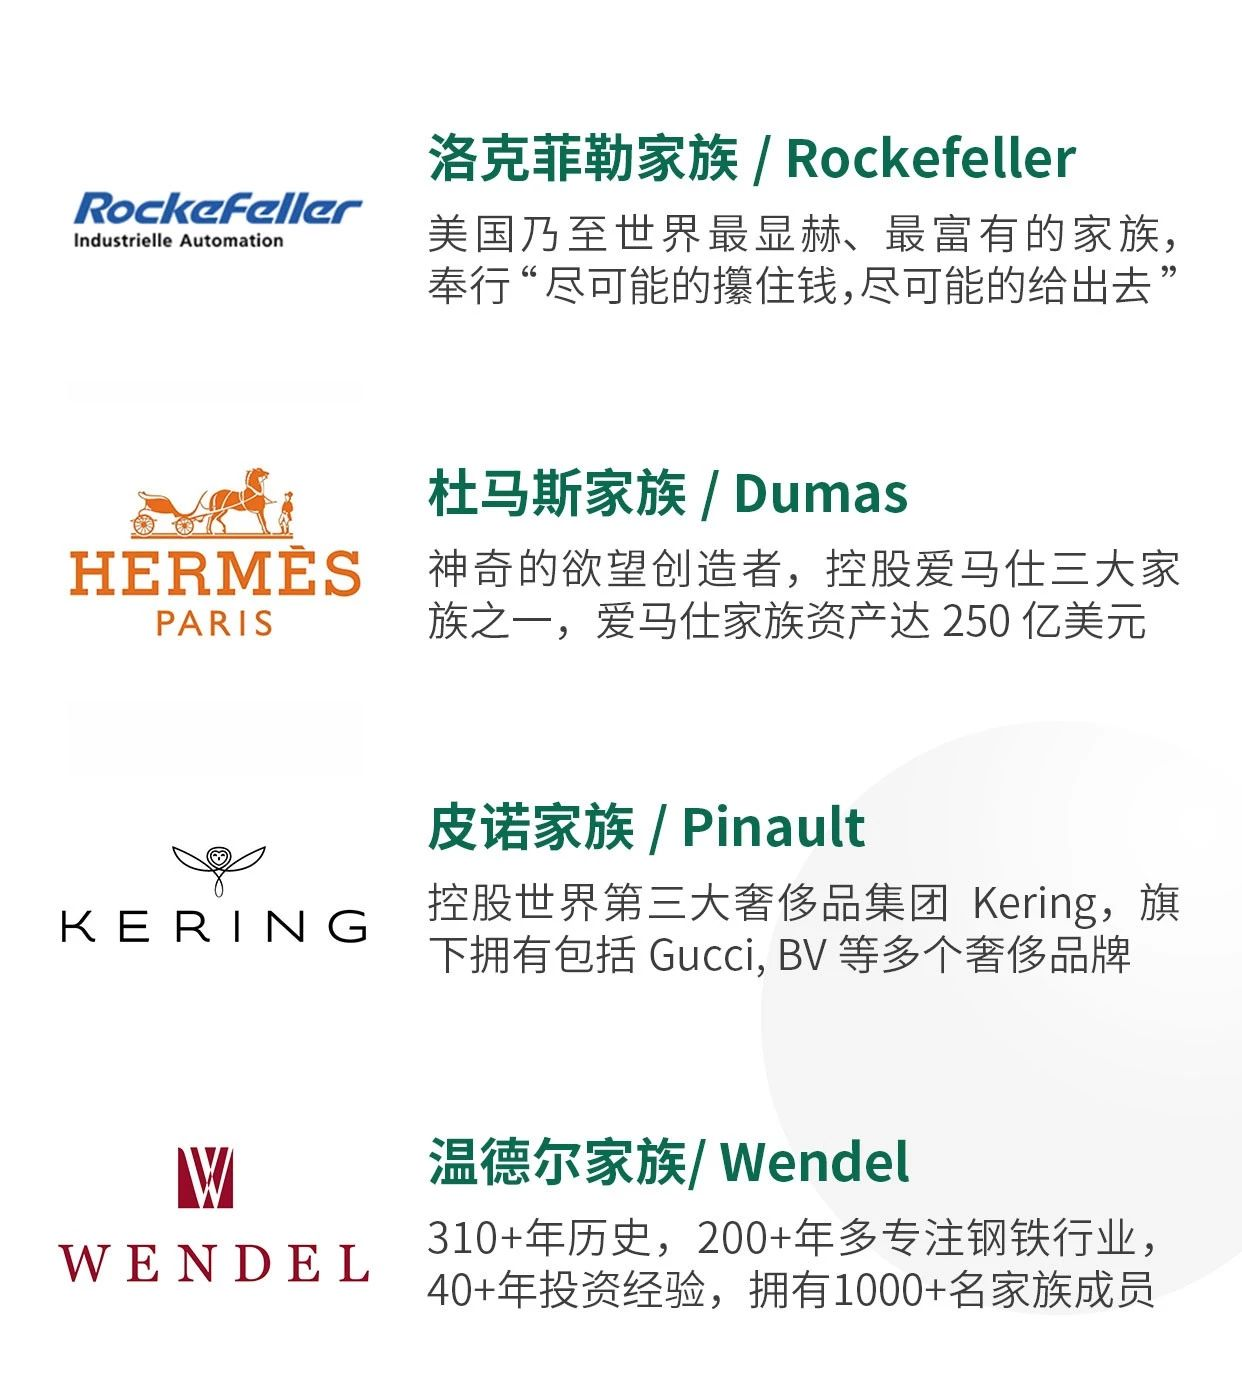 RockeFeller
Industrielle Automation
洛克菲勒家族 / Rockefeller
美国乃至世界最显赫、最富有的家族，
奉行“尽可能的攥住钱，尽可能的给出去”
HERMÈS
PARIS
杜马斯家族 / Dumas
神奇的欲望创造者，控股爱马仕三大家
族之一，爱马仕家族资产达 250 亿美元
KERING
皮诺家族 / Pinault
控股世界第三大奢侈品集团 Kering，旗
下拥有包括 Gucci, BV 等多个奢侈品牌
W
WENDEL
温德尔家族/ Wendel
310+年历史，200+年多专注钢铁行业，
40+年投资经验，拥有1000+名家族成员